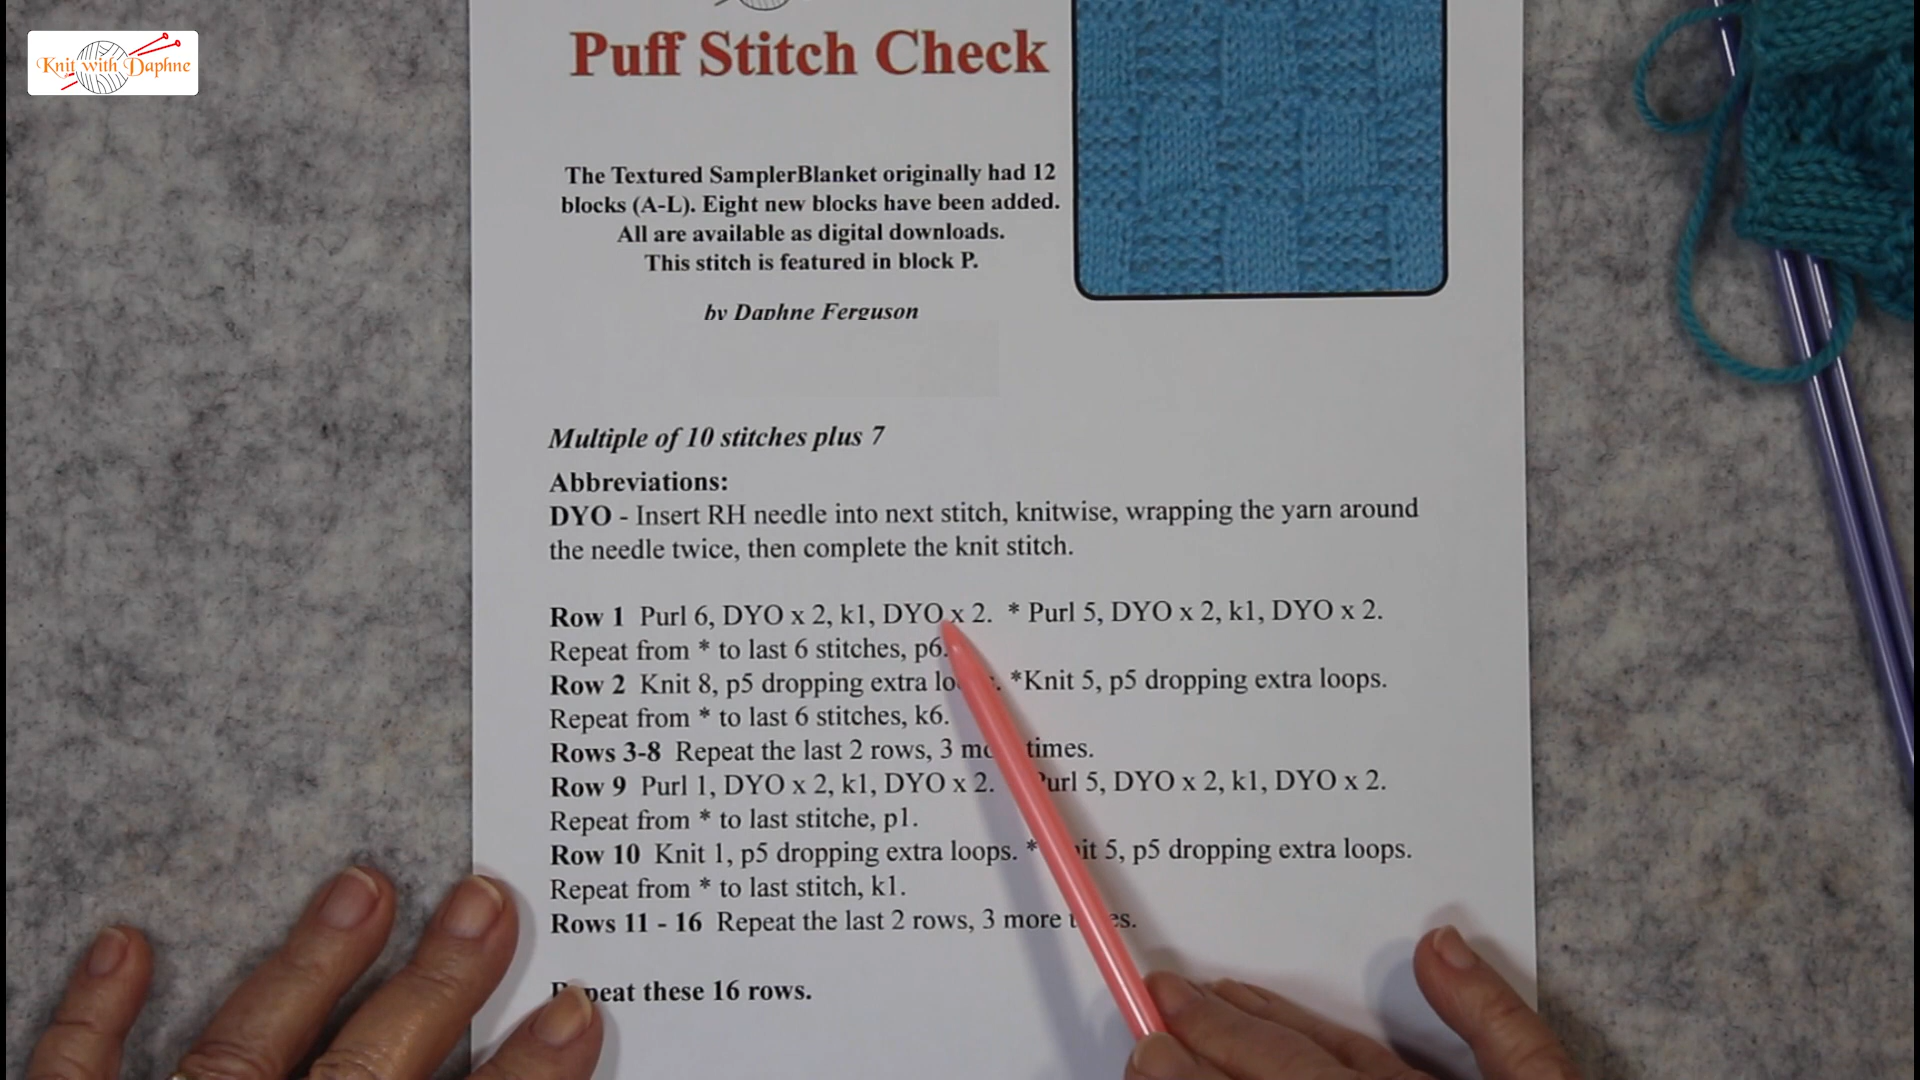 Knit with Daphne
Puff Stitch Check
The Textured SamplerBlanket originally had 12
blocks (A-L). Eight new blocks have been added.
All are available as digital downloads.
This stitch is featured in block P.
by Daphne Ferguson
Multiple of 10 stitches plus 7
Abbreviations:
DYO - Insert RH needle into next stitch, knitwise, wrapping the yarn around
the needle twice, then complete the knit stitch.
Row 1 Purl 6, DYO x 2, k1, DYO x 2. * Purl 5, DYO x 2, k1, DYO x 2.
Repeat from * to last 6 stitches, p6.
Row 2 Knit 8, p5 dropping extra *Knit 5, p5 dropping extra loops.
Repeat from * to last 6 stitches, k6.
Rows 3-8 Repeat the last 2 rows, 3 times.
Row 9 Purl 1, DYO x 2, k1, DYO x 2. 5, DYO x 2, k1, DYO x 2.
Repeat from * to last stitche, p1.
Row 10 Knit 1, p5 dropping extra loops. * 5, p5 dropping extra loops.
Repeat from * to last stitch, k1.
Rows 11 - 16 Repeat the last 2 rows, 3 more
Repeat these 16 rows.